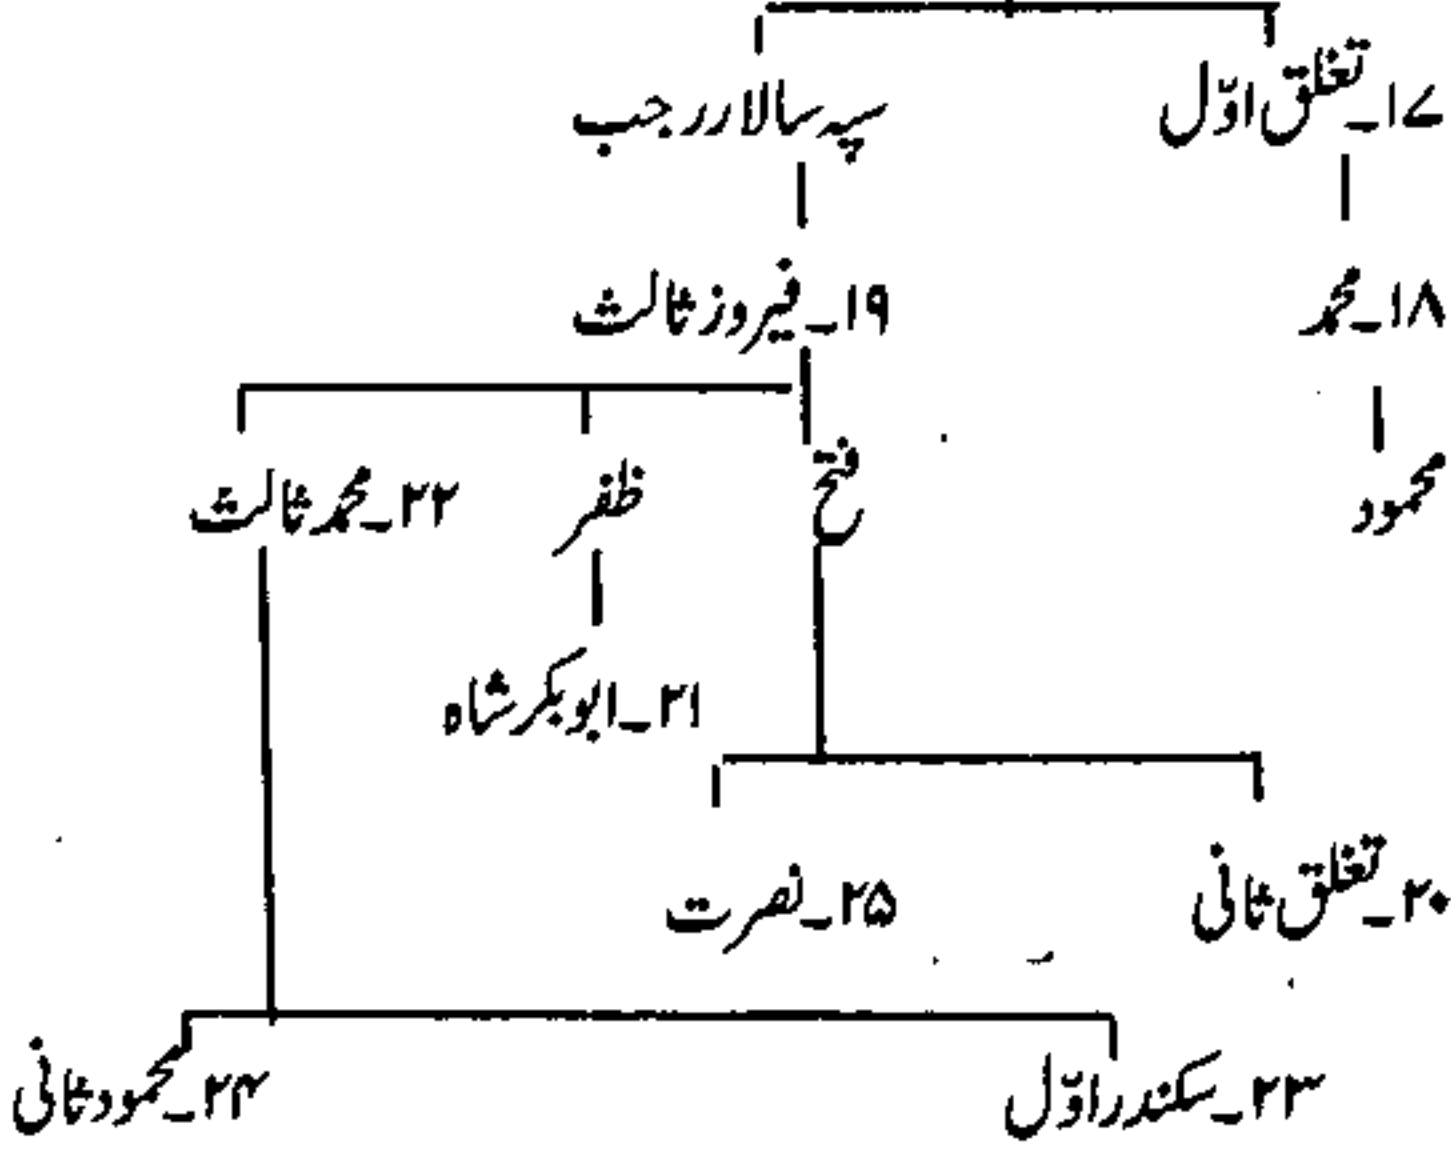 ۱۷۔تغلق اوّل
سپہ سالار رجب
۱۸۔محمد
۱۹۔فیروز ثالث
محمود
فتح
ظفر
۲۲۔محمد ثالث
۲۱۔ابوبکر شاہ
۲۰۔تغلق ثانی
۲۵۔نصرت
۲۳۔سکندر اوّل
۲۴۔محمود ثانی